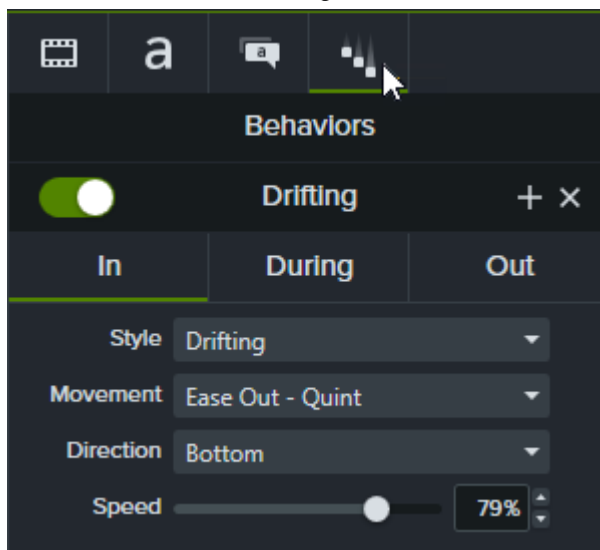 a
a
Behaviors
Drifting
In During Out
Style Drifting
Movement Ease Out - Quint
Direction Bottom
Speed 79%